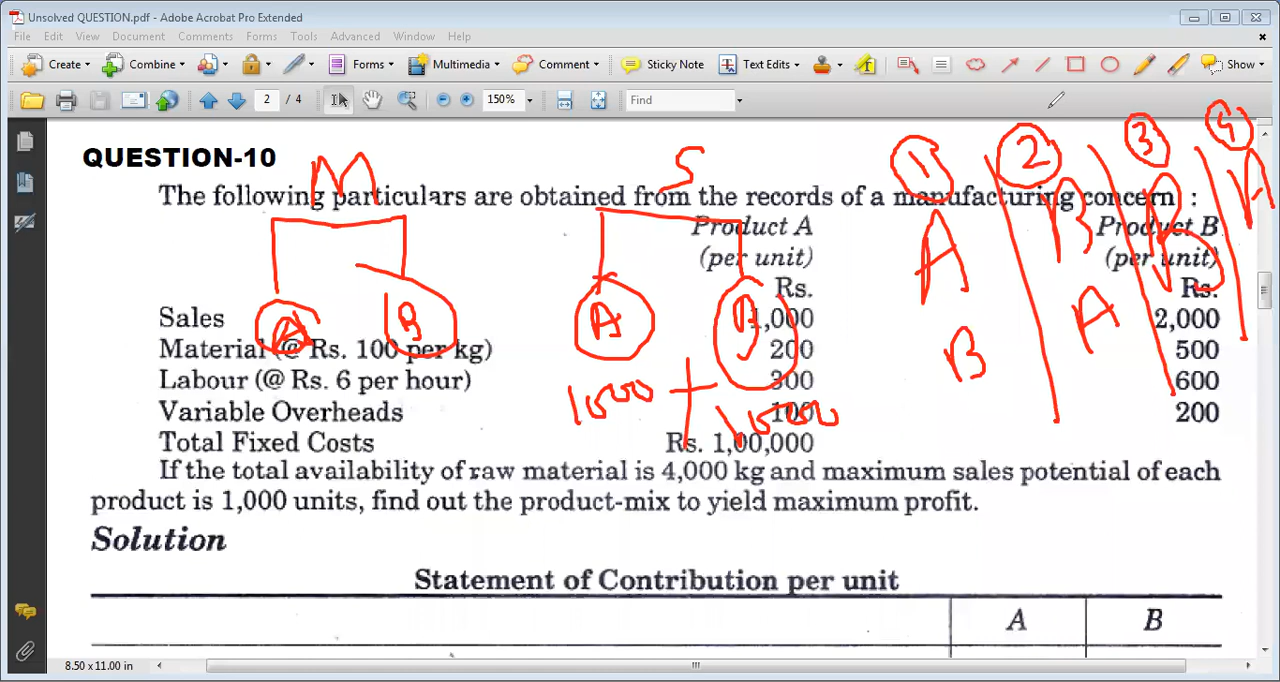 Unsolved QUESTION.pdf - Adobe Acrobat Pro Extended
File Edit View Document Comments Forms Tools Advanced Window Help
Create Combine Forms Multimedia Comment Sticky Note Text Edits Show
2 / 4 150% Find
1 2 3 4
QUESTION-10 M S
The following particulars are obtained from the records of a manufacturing concern :
Product A Product B
(per unit) (per unit)
Rs. Rs.
A B B A
Sales 1,000 2,000
A B A B A
Material (@ Rs. 100 per kg) 200 500
B
Labour (@ Rs. 6 per hour) 300 600
1000 + 1000
Variable Overheads 100 200
Total Fixed Costs Rs. 1,00,000
If the total availability of raw material is 4,000 kg and maximum sales potential of each
product is 1,000 units, find out the product-mix to yield maximum profit.
Solution
Statement of Contribution per unit
A B
8.50 x 11.00 in